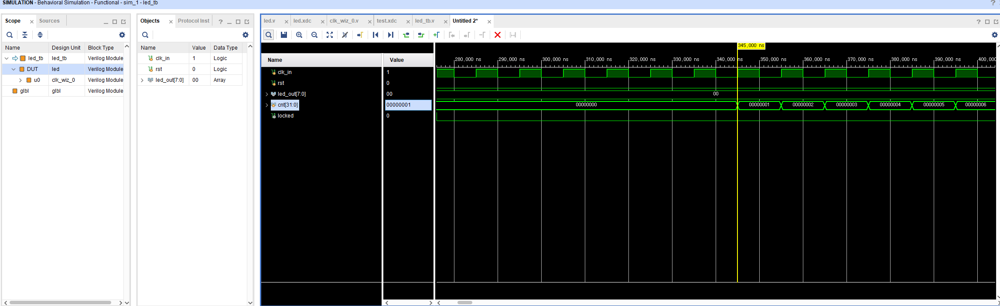 SIMULATION - Behavioral Simulation - Functional - sim_1 - led_tb
?
Scope
Sources
Name Design Unit Block Type
led_tb led_tb Verilog Module
DUT led Verilog Module
u0 clk_wiz_0 Verilog Module
glbl glbl Verilog Module
Objects
Protocol Inst
?
Name Value Data Type
clk_in 1 Logic
rst 0 Logic
led_out[7:0] 00 Array
led.v
led.xdc
clk_wiz_0.v
test.xdc
led_tb.v
Untitled 2*
?
Name Value
clk_in 1
rst 0
led_out[7:0] 00
cnt[31:0] 00000001
locked 0
345,000 ns
280,000 ns 290,000 ns 300,000 ns 310,000 ns 320,000 ns 330,000 ns 340,000 ns 350,000 ns 360,000 ns 370,000 ns 380,000 ns 390,000 ns 400,000
00
00000000 00000001 00000002 00000003 00000004 00000005 00000006